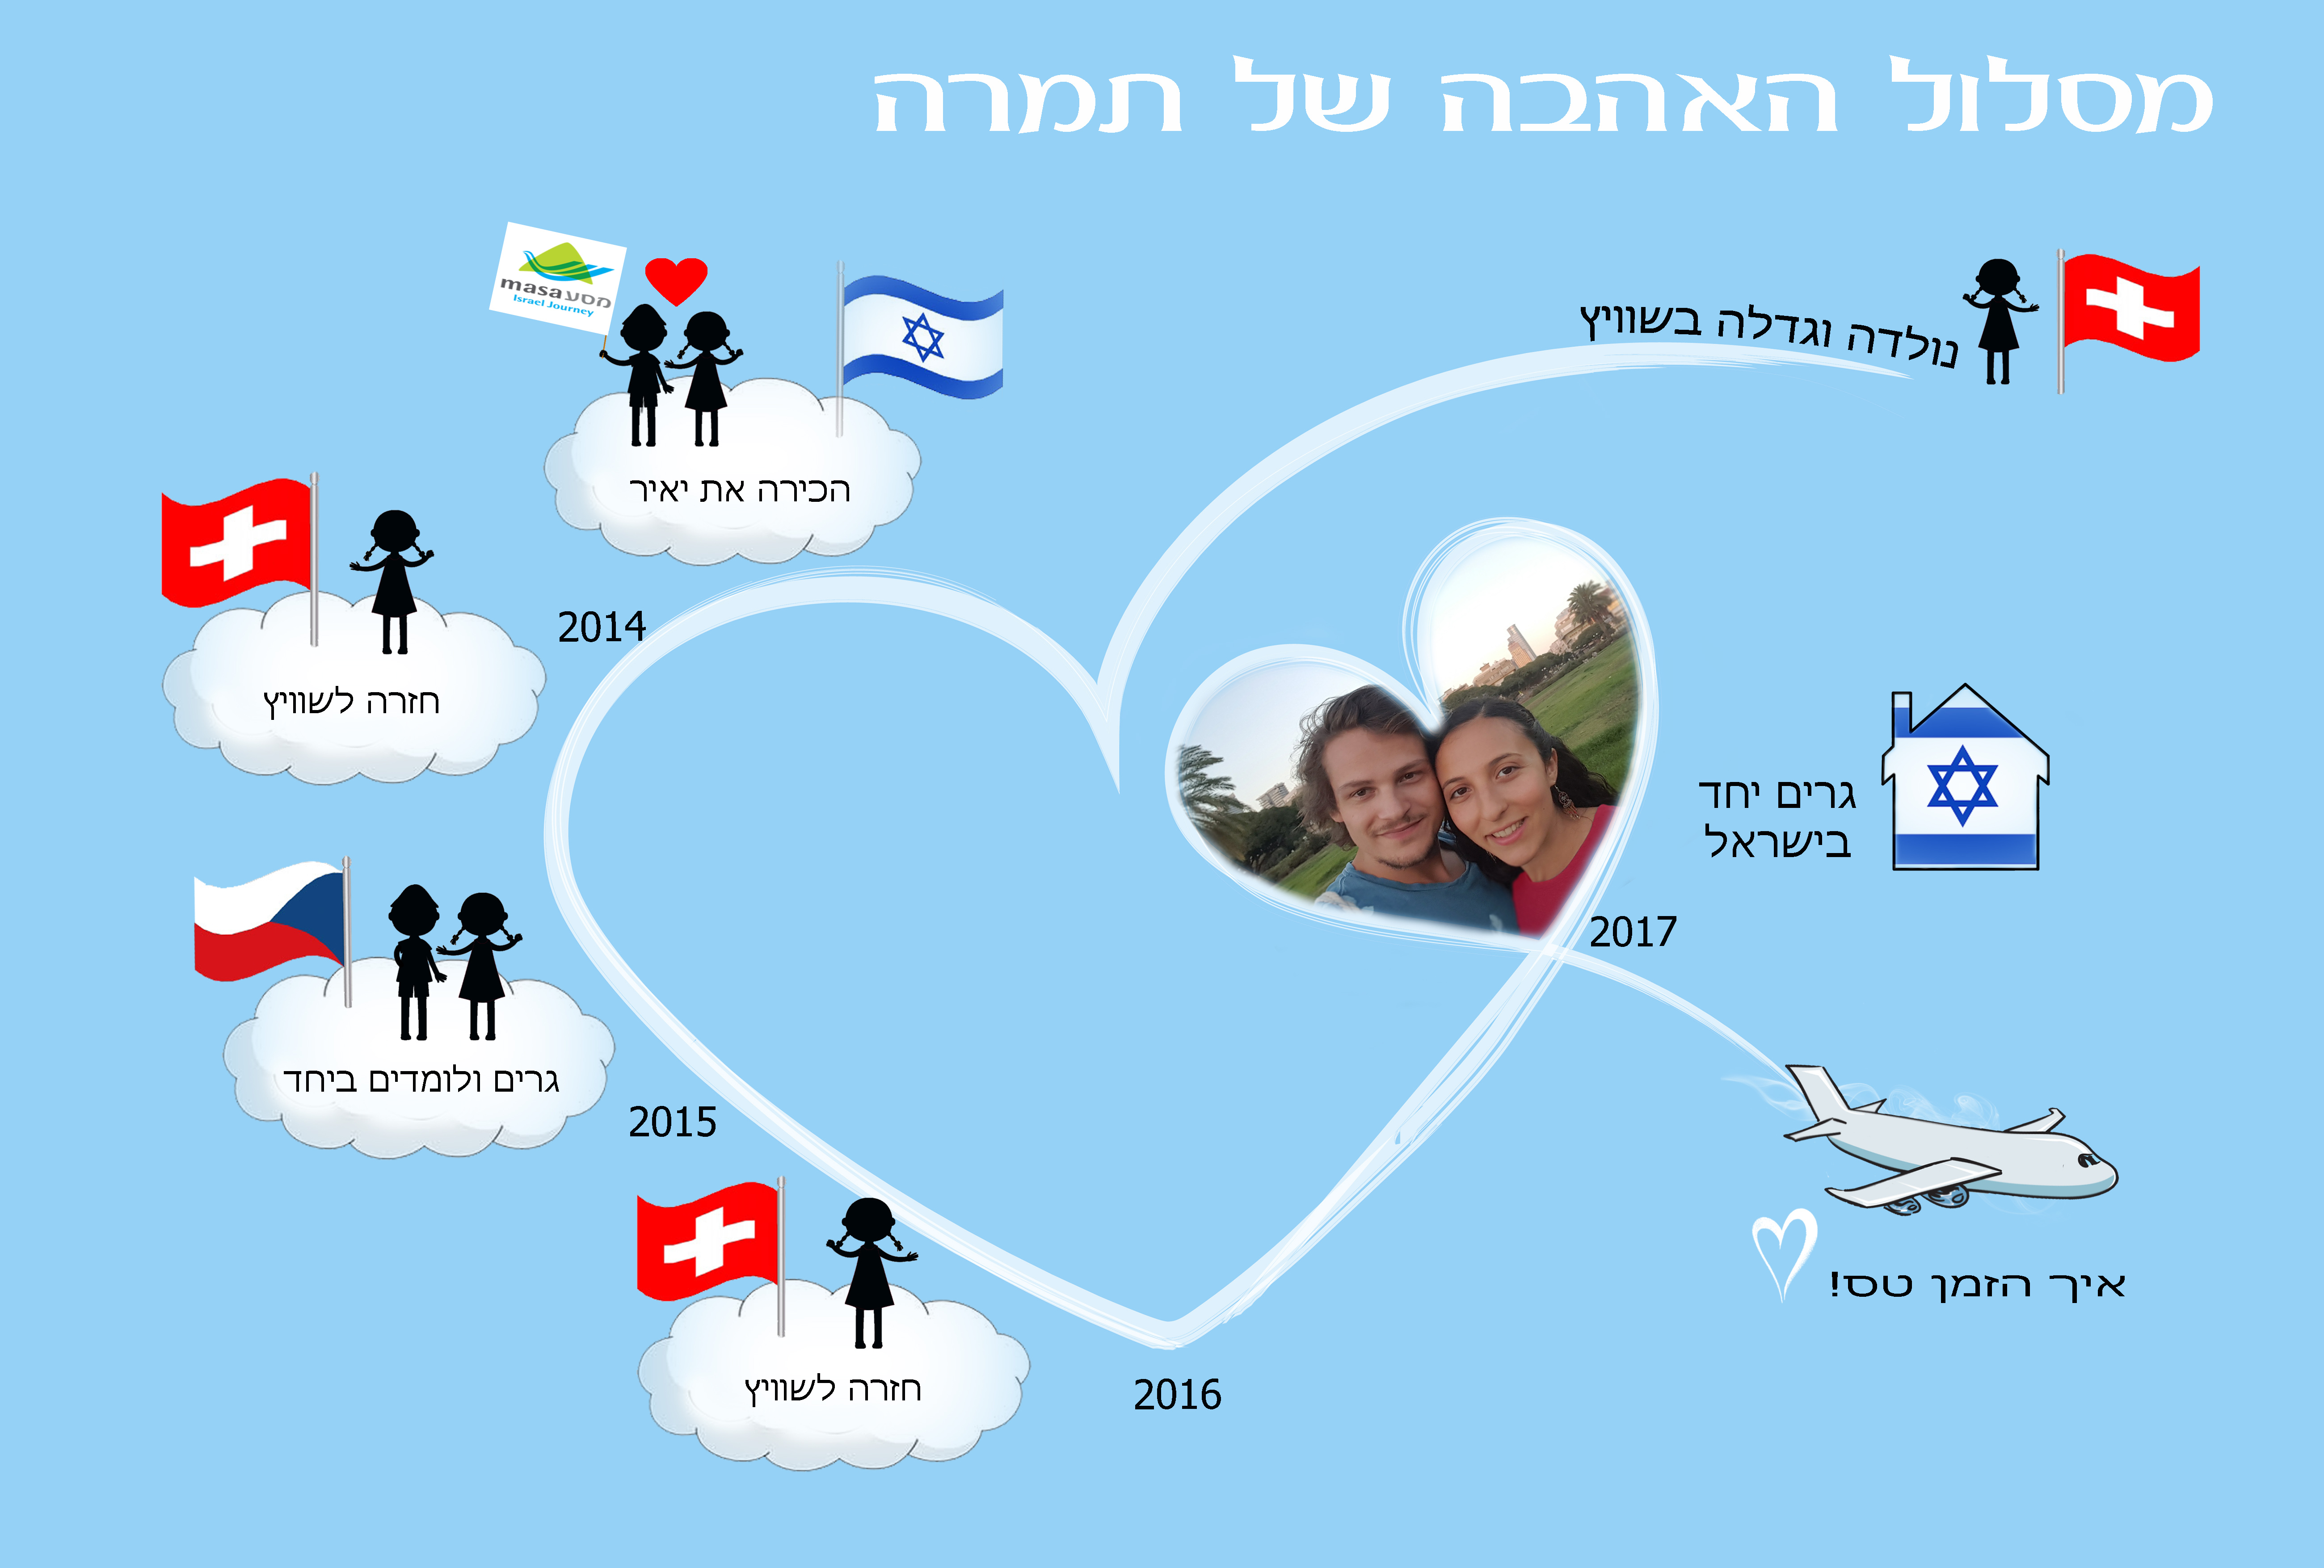 מסלול האהבה של תמרה
נולדה וגדלה בשוויץ
masa מסע
Israel Journey
הכירה את יאיר
2014
חזרה לשוויץ
גרים ולומדים ביחד
2015
חזרה לשוויץ
2016
2017
גרים יחד
בישראל
איך הזמן טס!